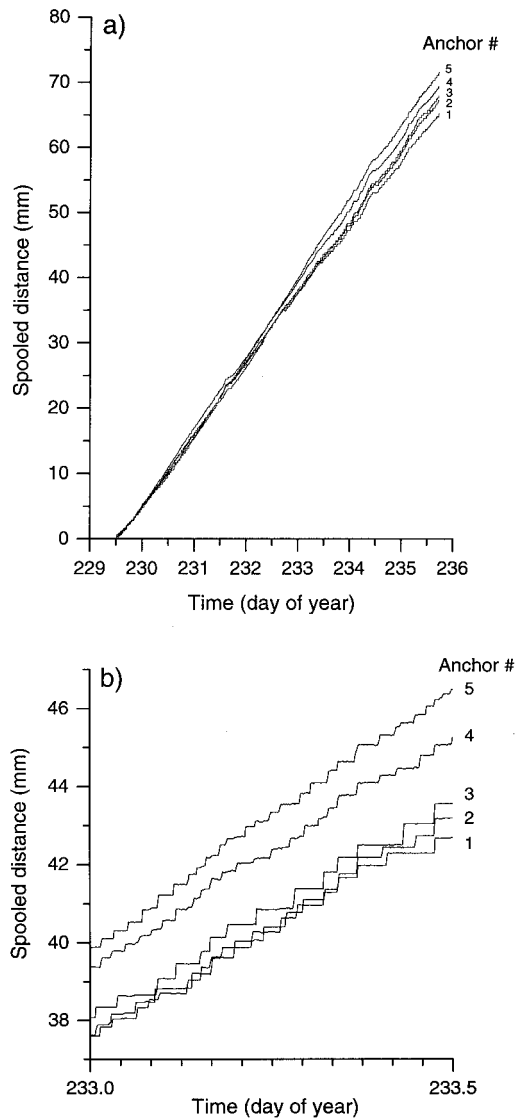 a)
Anchor #
5
4
3
2
1
80
70
60
50
40
30
20
10
0
Spooled distance (mm)
229 230 231 232 233 234 235 236
Time (day of year)
b)
Anchor #
5
4
3
2
1
46
44
42
40
38
Spooled distance (mm)
233.0 233.5
Time (day of year)